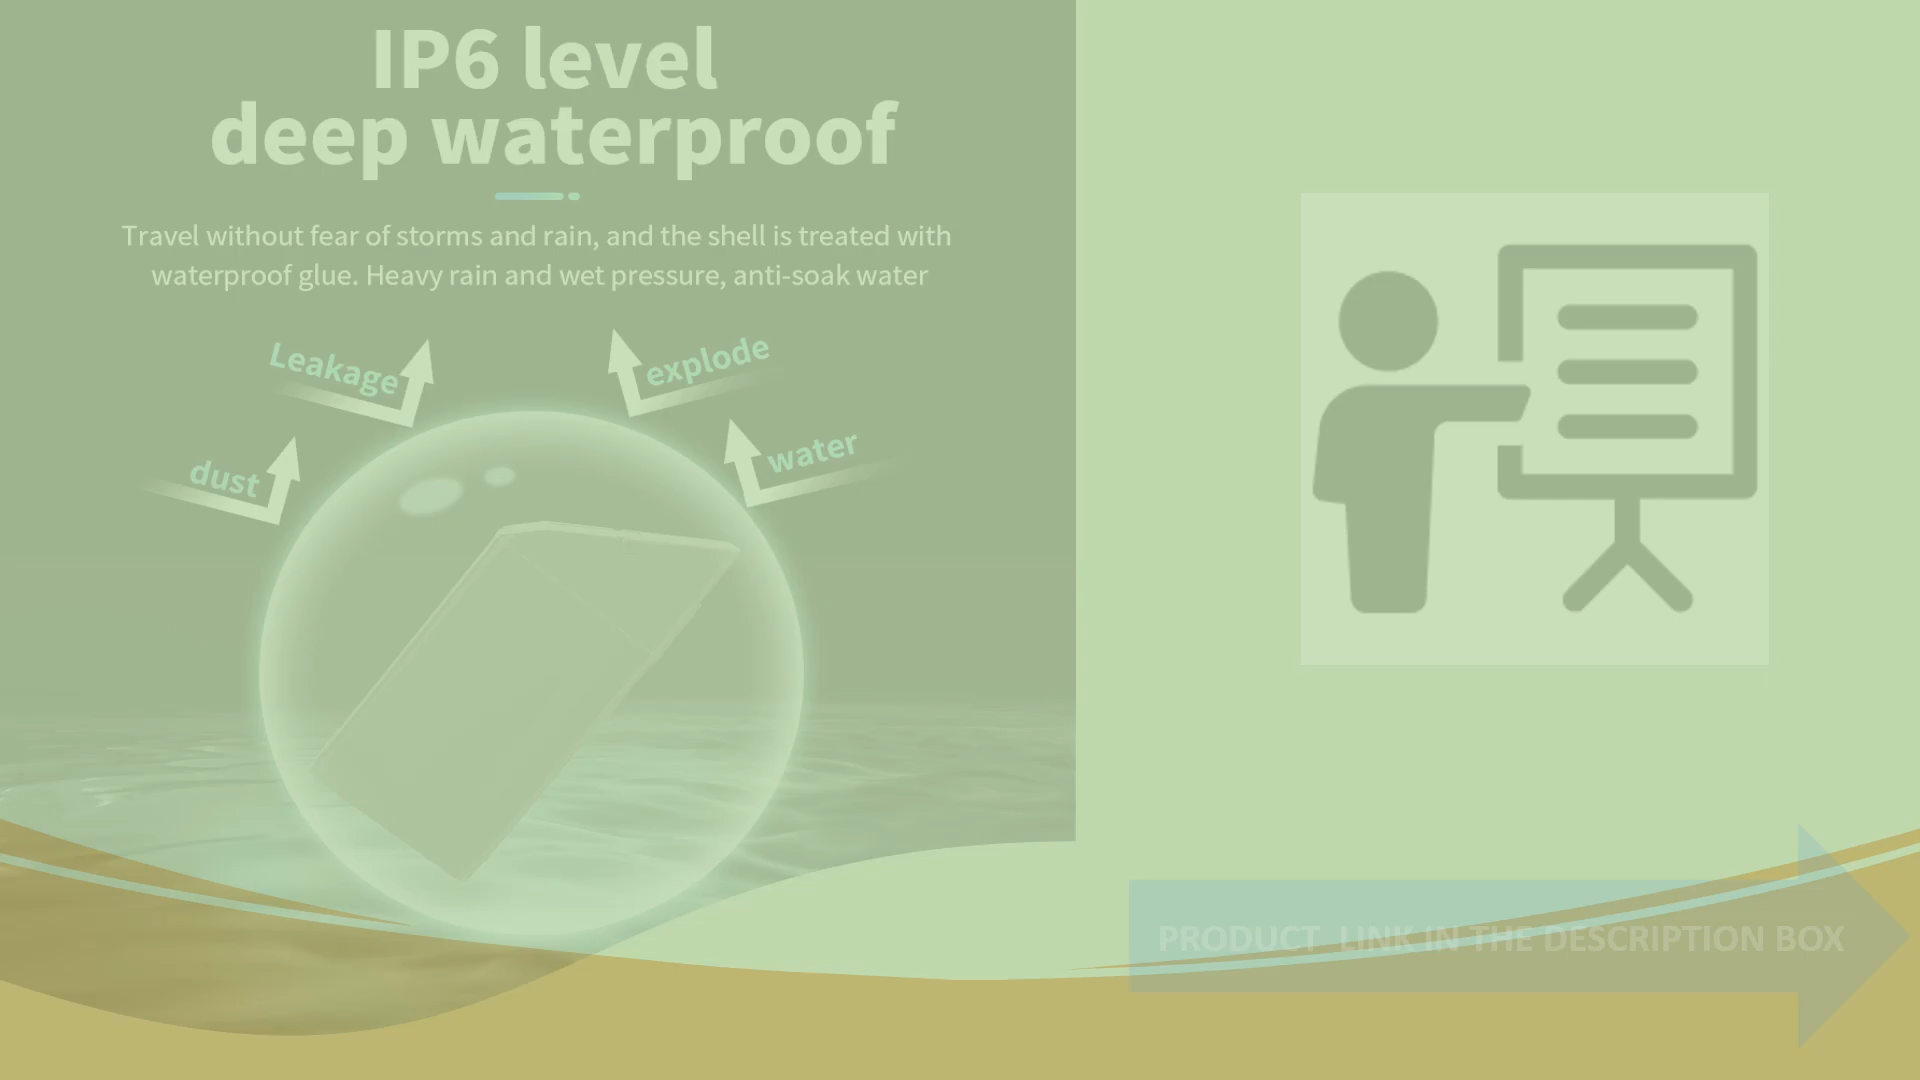 IP6 level
deep waterproof
Travel without fear of storms and rain, and the shell is treated with
waterproof glue. Heavy rain and wet pressure, anti-soak water
Leakage
explode
dust
water
PRODUCT LINK IN THE DESCRIPTION BOX